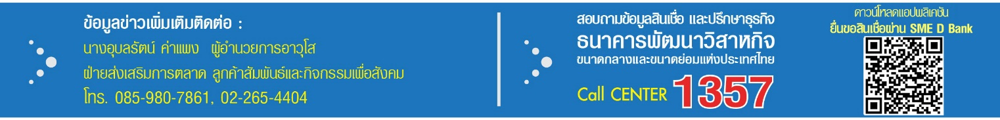 ข้อมูลข่าวเพิ่มเติมติดต่อ :
นางอุบลรัตน์ ค่าแพง ผู้อำนวยการอาวุโส
ฝ่ายส่งเสริมการตลาด ลูกค้าสัมพันธ์และกิจกรรมเพื่อสังคม
โทร. 085-980-7861, 02-265-4404
สอบถามข้อมูลสินเชื่อ และปรึกษาธุรกิจ
ธนาคารพัฒนาวิสาหกิจ
ขนาดกลางและขนาดย่อมแห่งประเทศไทย
Call CENTER 1357
ดาวน์โหลดแอปพลิเคชัน
ยื่นขอสินเชื่อผ่าน SME D Bank